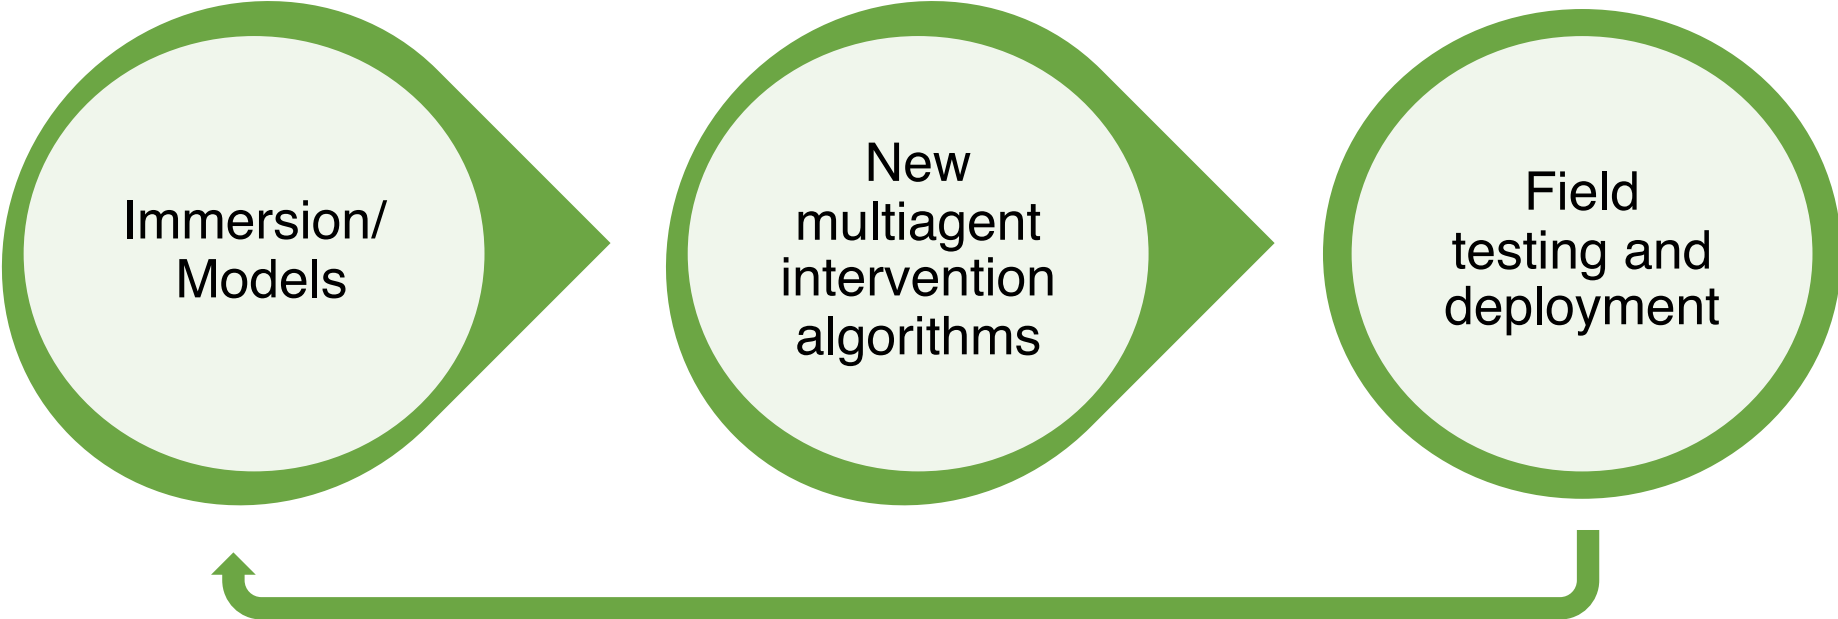 Immersion/
Models
New
multiagent
intervention
algorithms
Field
testing and
deployment